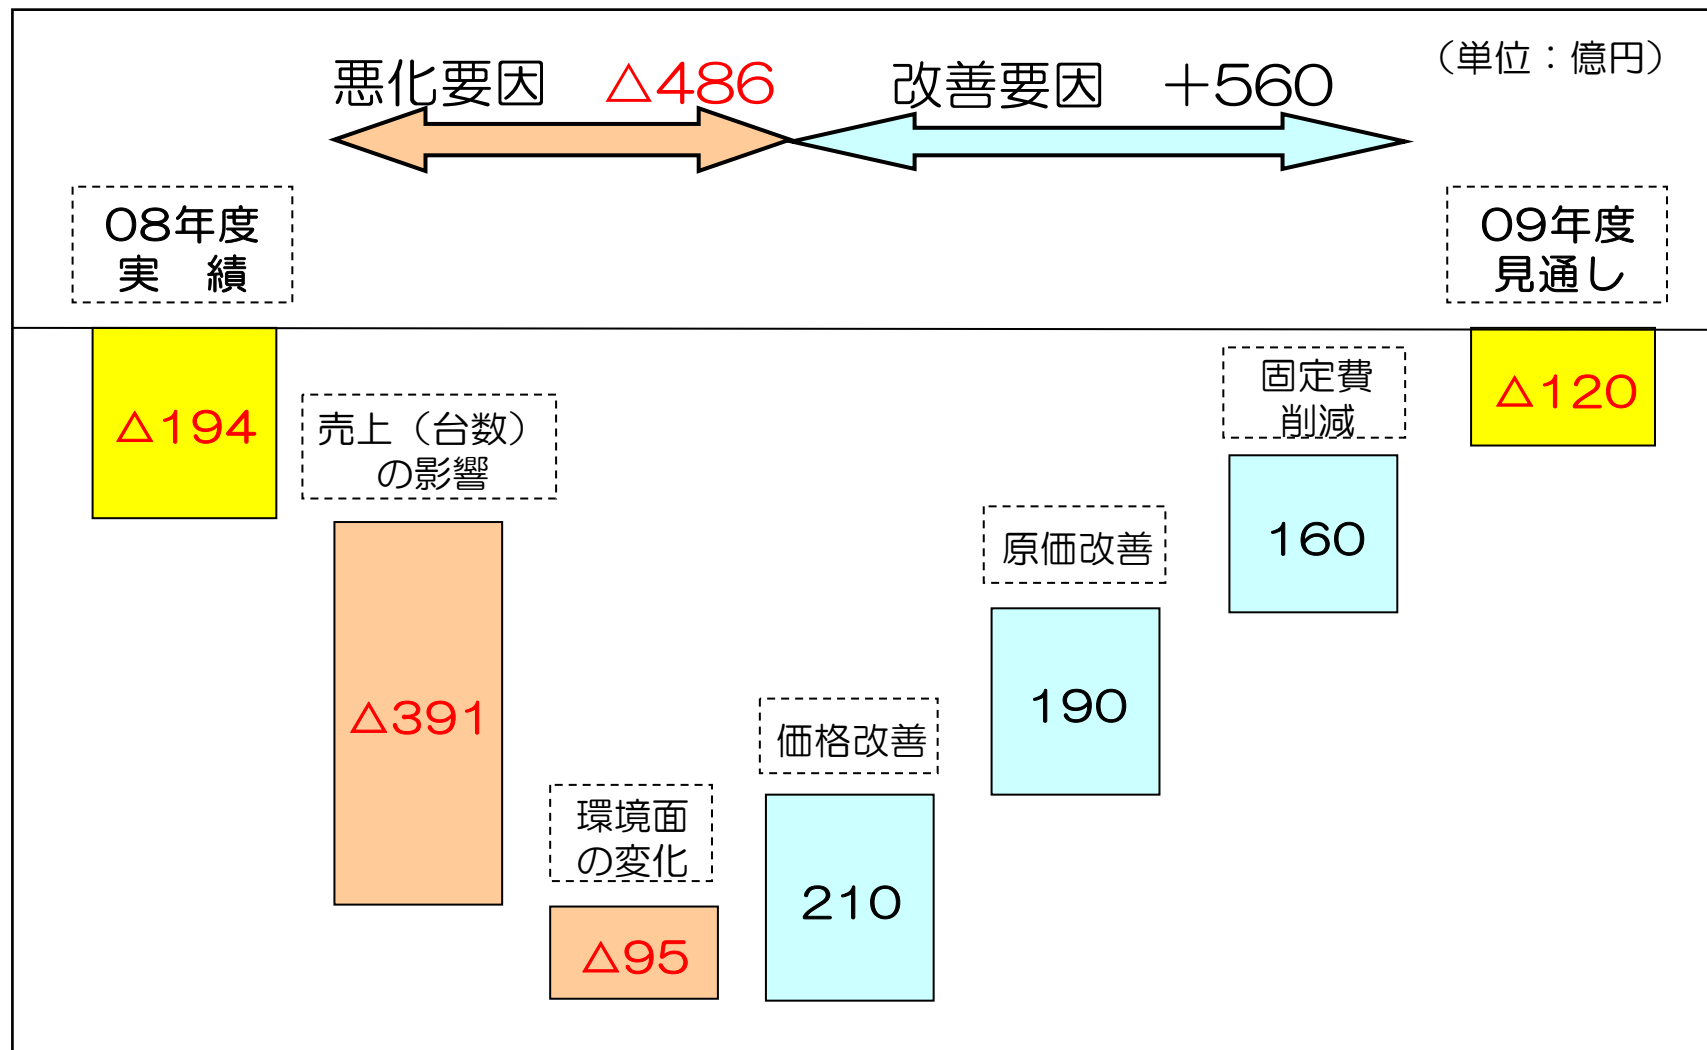 （単位：億円）
悪化要因　△486
改善要因　＋560
08年度
実　績
09年度
見通し
△194
売上（台数）
の影響
△391
環境面
の変化
△95
価格改善
210
原価改善
190
固定費
削減
160
△120